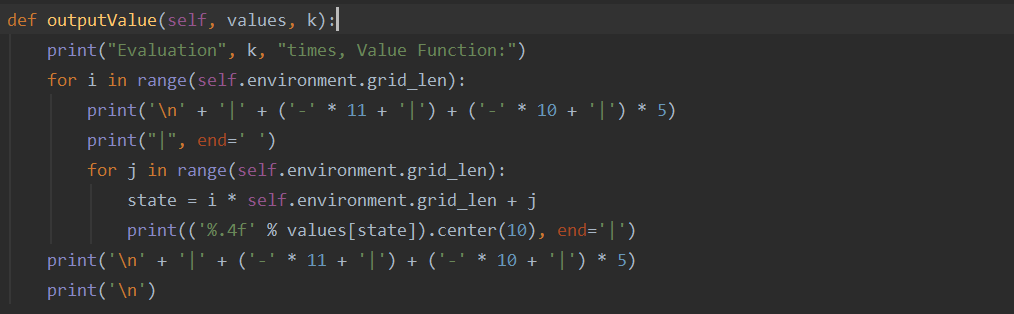 def outputValue(self, values, k):
    print("Evaluation", k, "times, Value Function:")
    for i in range(self.environment.grid_len):
        print('\n' + '|' + ('-' * 11 + '|') + ('-' * 10 + '|') * 5)
        print("|", end=' ')
        for j in range(self.environment.grid_len):
            state = i * self.environment.grid_len + j
            print(('%.4f' % values[state]).center(10), end='|')
    print('\n' + '|' + ('-' * 11 + '|') + ('-' * 10 + '|') * 5)
    print('\n')